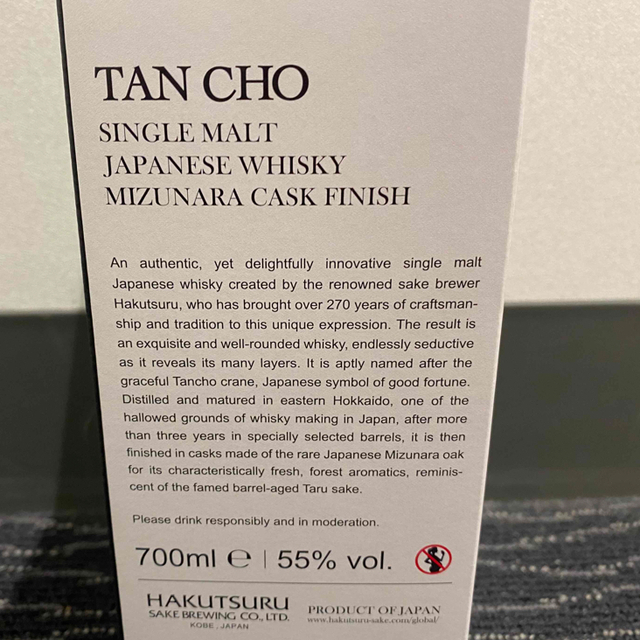 TAN CHO
SINGLE MALT
JAPANESE WHISKY
MIZUNARA CASK FINISH
An authentic, yet delightfully innovative single malt
Japanese whisky created by the renowned sake brewer
Hakutsuru, who has brought over 270 years of craftsman-
ship and tradition to this unique expression. The result is
an exquisite and well-rounded whisky, endlessly seductive
as it reveals its many layers. It is aptly named after the
graceful Tancho crane, Japanese symbol of good fortune.
Distilled and matured in eastern Hokkaido, one of the
hallowed grounds of whisky making in Japan, after more
than three years in specially selected barrels, it is then
finished in casks made of the rare Japanese Mizunara oak
for its characteristically fresh, forest aromatics, reminis-
cent of the famed barrel-aged Taru sake.
Please drink responsibly and in moderation.
700ml ℮ | 55% vol.
HAKUTSURU
SAKE BREWING CO., LTD.
KOBE, JAPAN
PRODUCT OF JAPAN
www.hakutsuru-sake.com/global/